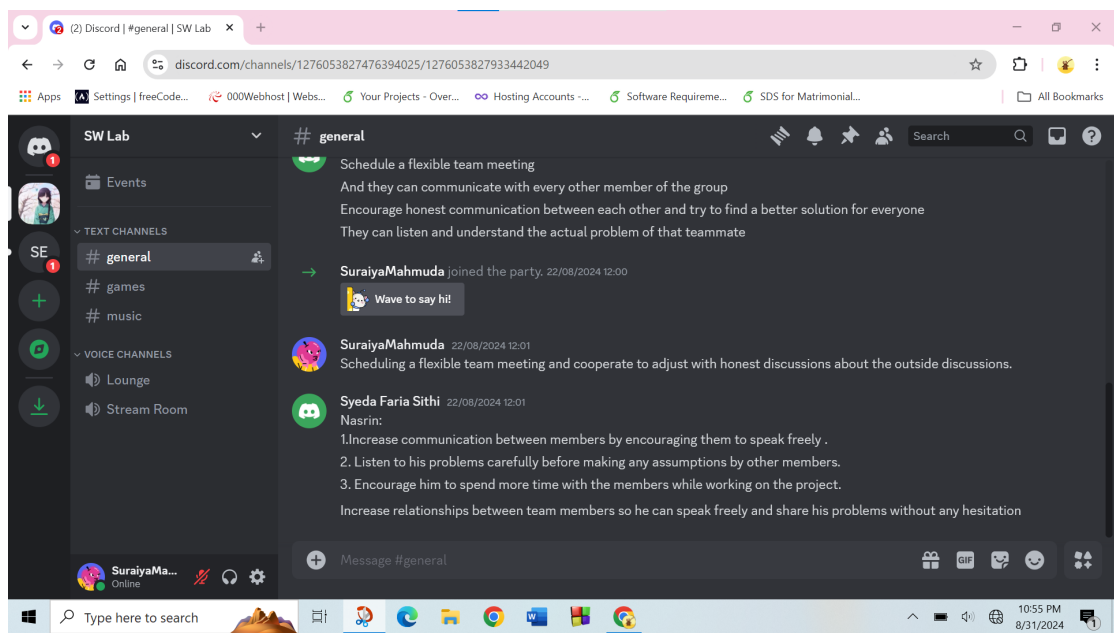 (2) Discord | #general | SW Lab
discord.com/channels/1276053827476394025/1276053827933442049
Apps
Settings | freeCode...
000Webhost | Webs...
Your Projects - Over...
Hosting Accounts -...
Software Requireme...
SDS for Matrimonial...
All Bookmarks
1
SW Lab
# general
Search
Events
TEXT CHANNELS
# general
# games
# music
VOICE CHANNELS
Lounge
Stream Room
SE
1
Schedule a flexible team meeting
And they can communicate with every other member of the group
Encourage honest communication between each other and try to find a better solution for everyone
They can listen and understand the actual problem of that teammate
SuraiyaMahmuda joined the party. 22/08/2024 12:00
Wave to say hi!
SuraiyaMahmuda 22/08/2024 12:01
Scheduling a flexible team meeting and cooperate to adjust with honest discussions about the outside discussions.
Syeda Faria Sithi 22/08/2024 12:01
Nasrin:
1.Increase communication between members by encouraging them to speak freely .
2. Listen to his problems carefully before making any assumptions by other members.
3. Encourage him to spend more time with the members while working on the project.
Increase relationships between team members so he can speak freely and share his problems without any hesitation
SuraiyaMa...
Online
Message #general
GIF
Type here to search
10:55 PM
8/31/2024
1